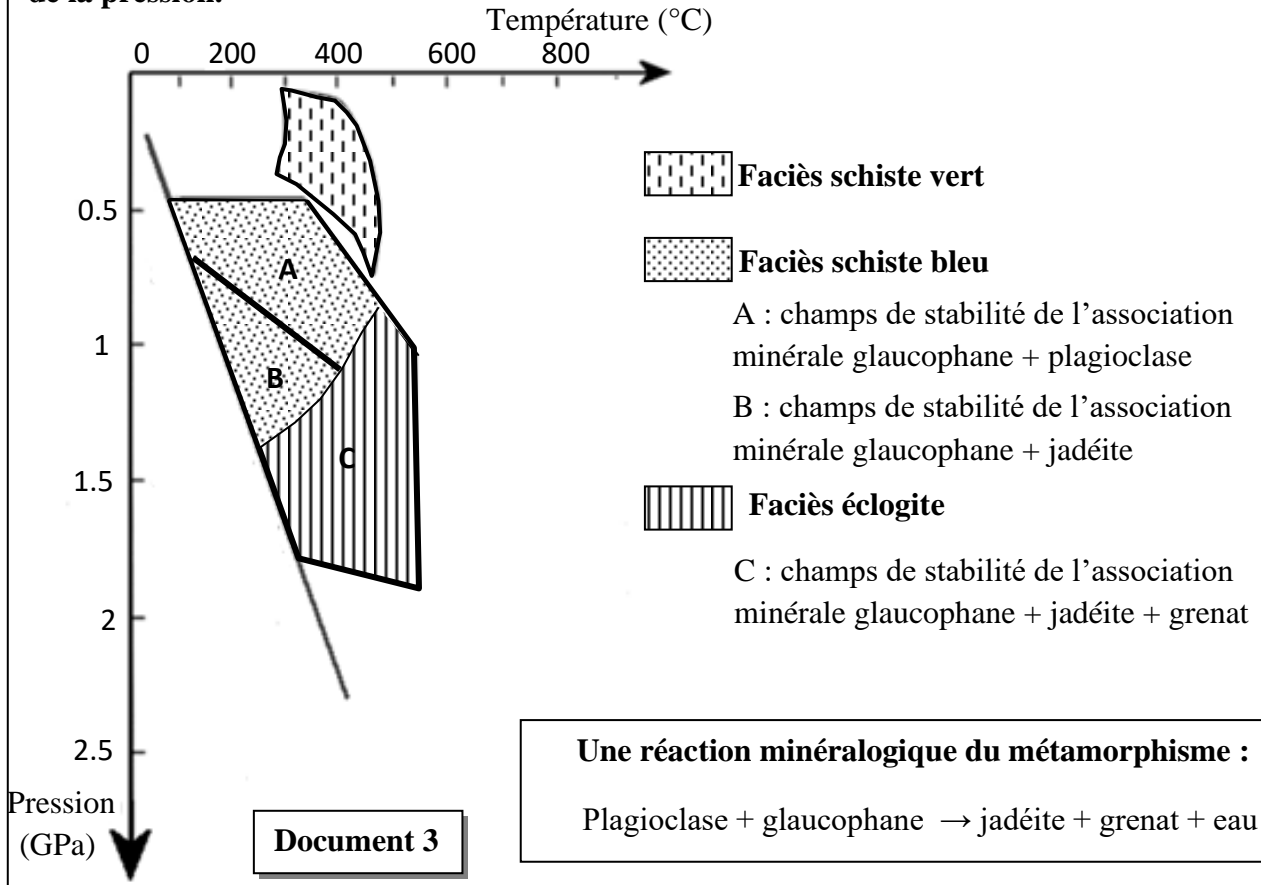 de la pression.
Température (°C)
0 200 400 600 800
0.5
1
1.5
2
2.5
Pression
(GPa)
A
B
C
Faciès schiste vert
Faciès schiste bleu
A : champs de stabilité de l’association
minérale glaucophane + plagioclase
B : champs de stabilité de l’association
minérale glaucophane + jadéite
Faciès éclogite
C : champs de stabilité de l’association
minérale glaucophane + jadéite + grenat
Document 3
Une réaction minéralogique du métamorphisme :
Plagioclase + glaucophane → jadéite + grenat + eau